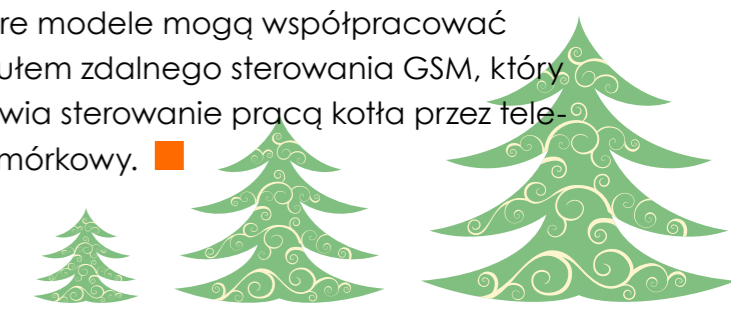 re modele mogą współpracować
ułem zdalnego sterowania GSM, który
wia sterowanie pracą kotła przez tele-
mórkowy.